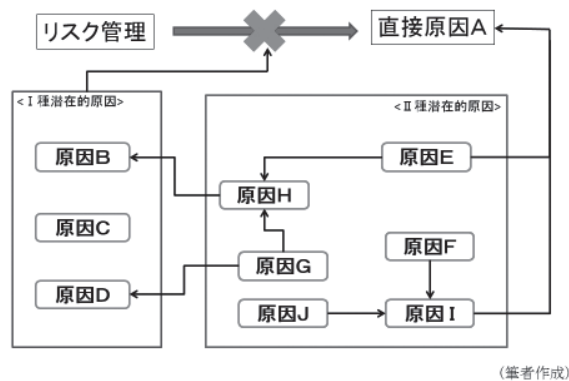 リスク管理
直接原因A
<Ⅰ種潜在的原因>
<Ⅱ種潜在的原因>
原因B
原因E
原因H
原因C
原因F
原因G
原因D
原因J
原因Ⅰ
(筆者作成)